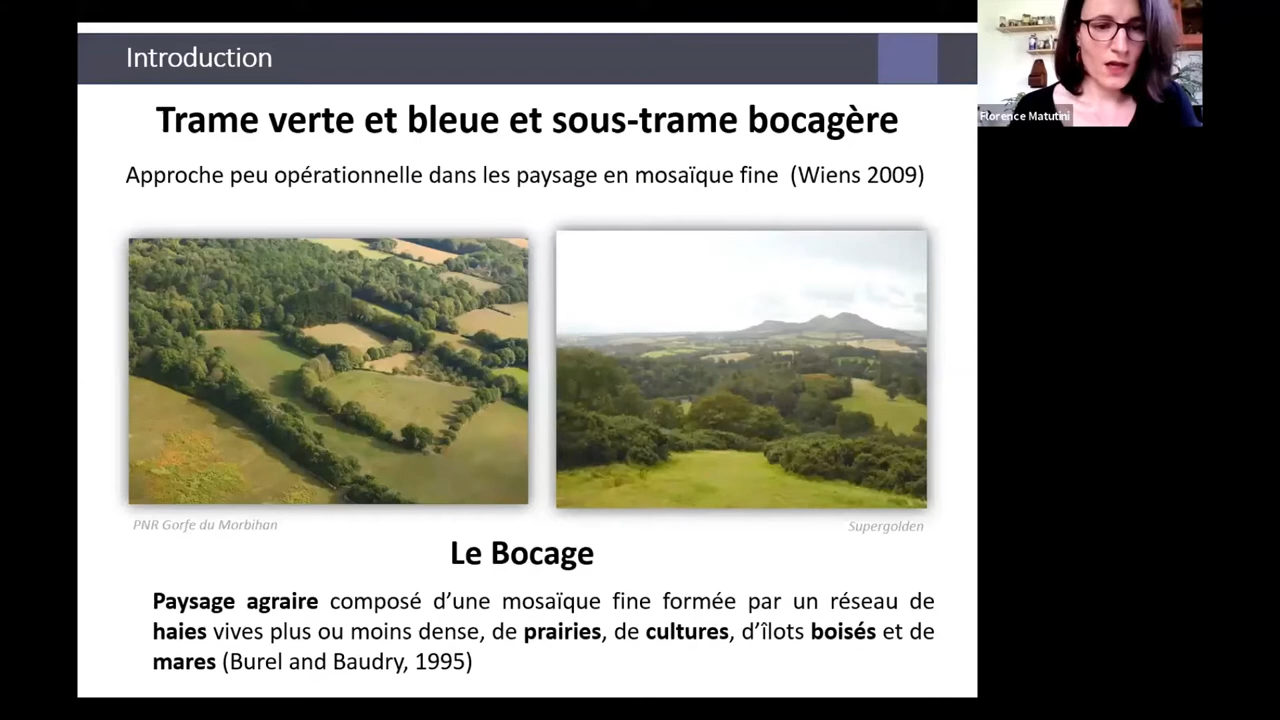 Introduction
Florence Matutini
Trame verte et bleue et sous-trame bocagère
Approche peu opérationnelle dans les paysage en mosaïque fine (Wiens 2009)
PNR Gorfe du Morbihan
Supergolden
Le Bocage
Paysage agraire composé d’une mosaïque fine formée par un réseau de
haies vives plus ou moins dense, de prairies, de cultures, d’îlots boisés et de
mares (Burel and Baudry, 1995)